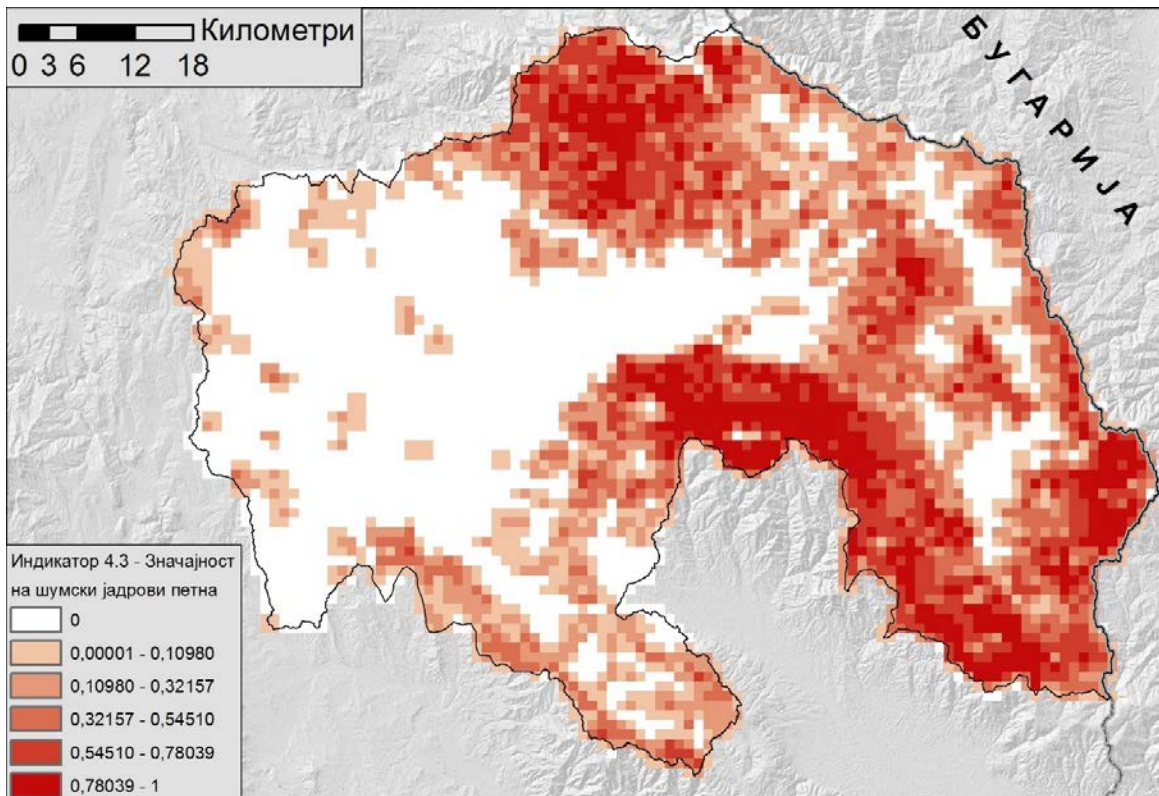 Километри
0 3 6 12 18
БУГАРИЈА
Индикатор 4.3 - Значајност
на шумски јадрови петна
0
0,00001 - 0,10980
0,10980 - 0,32157
0,32157 - 0,54510
0,54510 - 0,78039
0,78039 - 1